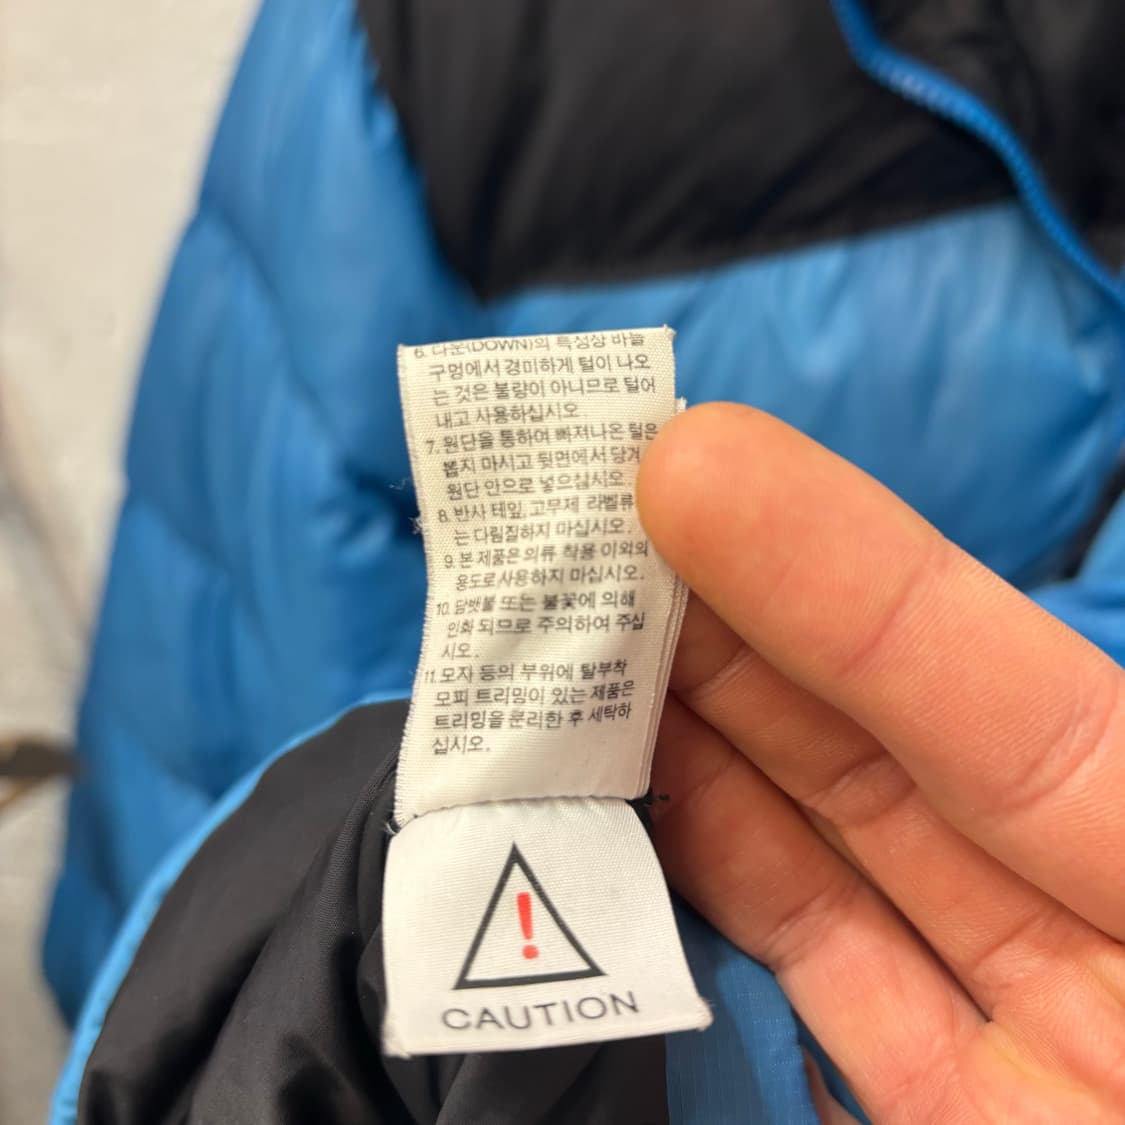 6. 다운(DOWN)의 특성상 바늘
구멍에서 경미하게 털이 나오
는 것은 불량이 아니므로 털어
내고 사용하십시오.
7. 원단을 통하여 빠져나온 털은
뽑지 마시고 뒷면에서 당겨
원단 안으로 넣으십시오.
8. 반사 테잎, 고무제 라벨류
는 다림질하지 마십시오.
9. 본 제품은 의류 착용 이외의
용도로 사용하지 마십시오.
10. 담뱃불 또는 불꽃에 의해
인화 되므로 주의하여 주십
시오.
11. 모자 등의 부위에 탈부착
모피 트리밍이 있는 제품은
트리밍을 분리한 후 세탁하
십시오.
!
CAUTION